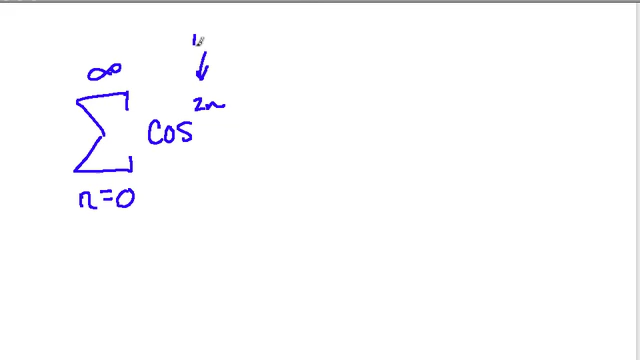 ∞
∑ cos^{2n}
n=0